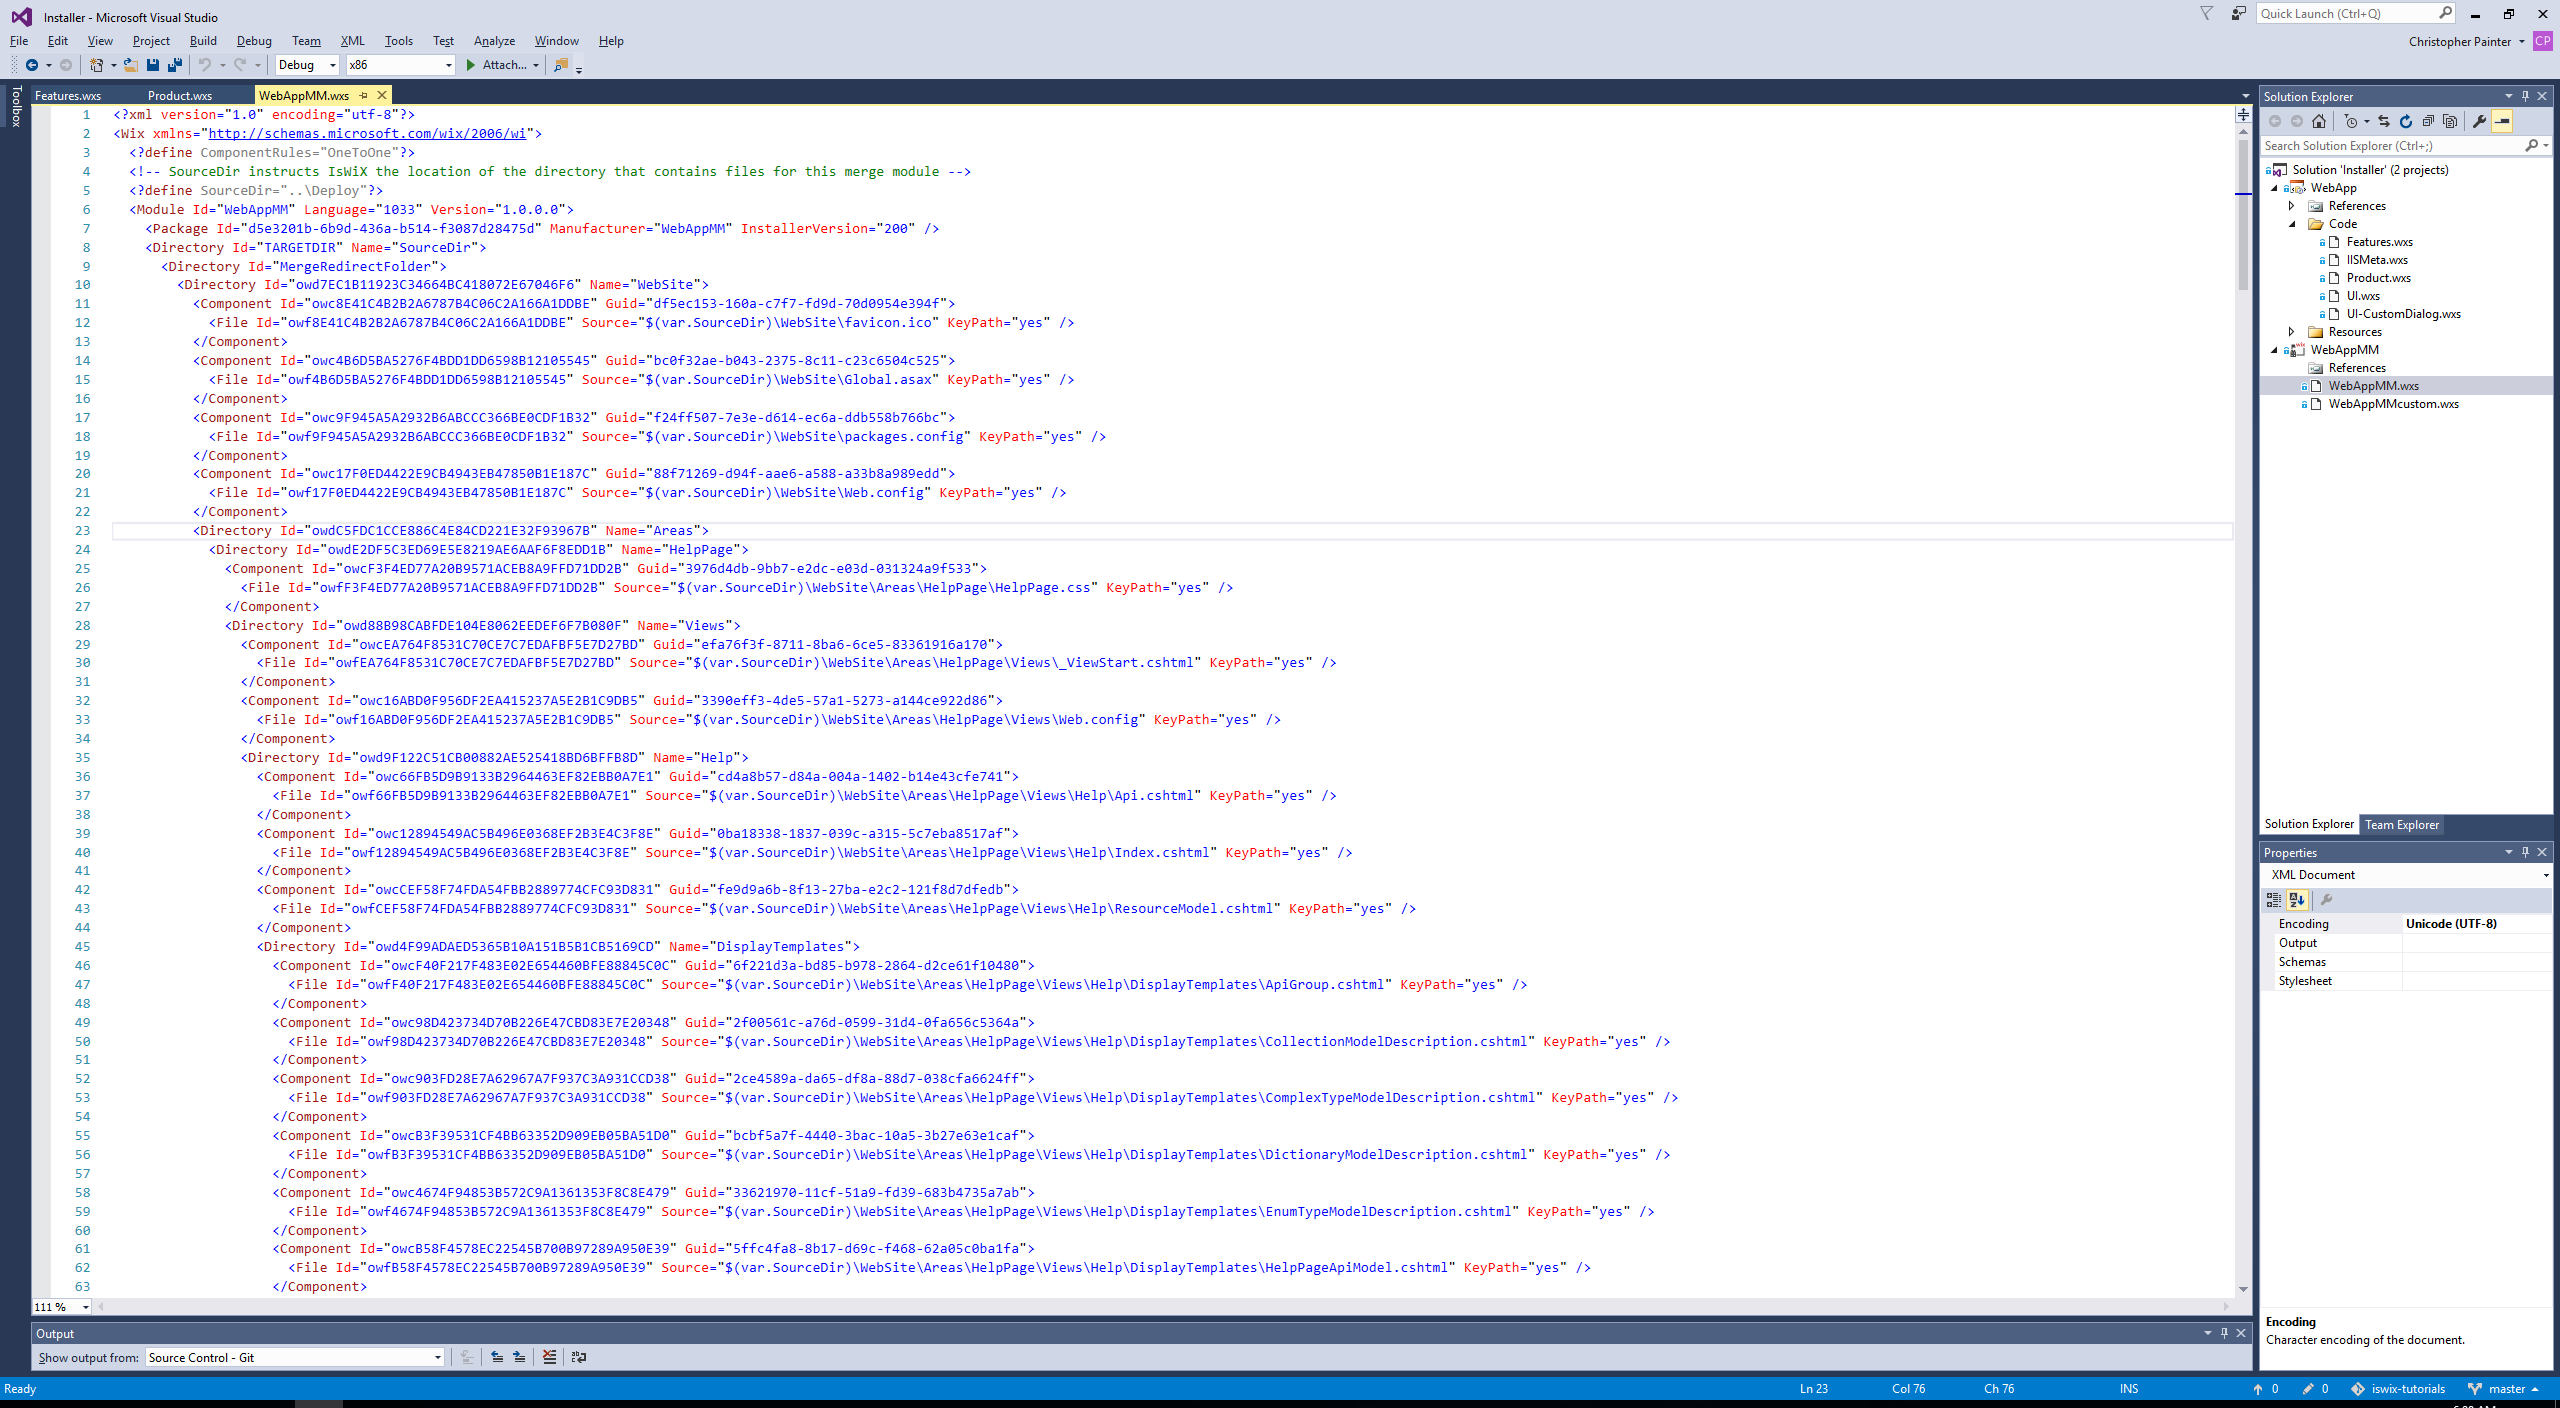 Installer - Microsoft Visual Studio
Quick Launch (Ctrl+Q)
File Edit View Project Build Debug Team XML Tools Test Analyze Window Help
Christopher Painter CP
Debug x86 Attach...
Toolbox
Features.wxs Product.wxs WebAppMM.wxs
1 <?xml version="1.0" encoding="utf-8"?>
2 <Wix xmlns="http://schemas.microsoft.com/wix/2006/wi">
3 <?define ComponentRules="OneToOne"?>
4 <!-- SourceDir instructs IsWiX the location of the directory that contains files for this merge module -->
5 <?define SourceDir="..\Deploy"?>
6 <Module Id="WebAppMM" Language="1033" Version="1.0.0.0">
7 <Package Id="d5e3201b-6b9d-436a-b514-f3087d28475d" Manufacturer="WebAppMM" InstallerVersion="200" />
8 <Directory Id="TARGETDIR" Name="SourceDir">
9 <Directory Id="MergeRedirectFolder">
10 <Directory Id="owd7EC1B11923C34664BC418072E67046F6" Name="WebSite">
11 <Component Id="owc8E41C4B2B2A6787B4C06C2A166A1DDBE" Guid="df5ec153-160a-c7f7-fd9d-70d0954e394f">
12 <File Id="owf8E41C4B2B2A6787B4C06C2A166A1DDBE" Source="$(var.SourceDir)\WebSite\favicon.ico" KeyPath="yes" />
13 </Component>
14 <Component Id="owc4B6D5BA5276F4BDD1DD6598B12105545" Guid="bc0f32ae-b043-2375-8c11-c23c6504c525">
15 <File Id="owf4B6D5BA5276F4BDD1DD6598B12105545" Source="$(var.SourceDir)\WebSite\Global.asax" KeyPath="yes" />
16 </Component>
17 <Component Id="owc9F945A5A2932B6ABCCC366BE0CDF1B32" Guid="f24ff507-7e3e-d614-ec6a-ddb558b766bc">
18 <File Id="owf9F945A5A2932B6ABCCC366BE0CDF1B32" Source="$(var.SourceDir)\WebSite\packages.config" KeyPath="yes" />
19 </Component>
20 <Component Id="owc17F0ED4422E9CB4943EB47850B1E187C" Guid="88f71269-d94f-aae6-a588-a33b8a989edd">
21 <File Id="owf17F0ED4422E9CB4943EB47850B1E187C" Source="$(var.SourceDir)\WebSite\Web.config" KeyPath="yes" />
22 </Component>
23 <Directory Id="owdC5FDC1CCE886C4E84CD221E32F93967B" Name="Areas">
24 <Directory Id="owdE2DF5C3ED69E5E8219AE6AAF6F8EDD1B" Name="HelpPage">
25 <Component Id="owcF3F4ED77A20B9571ACEB8A9FFD71DD2B" Guid="3976d4db-9bb7-e2dc-e03d-031324a9f533">
26 <File Id="owfF3F4ED77A20B9571ACEB8A9FFD71DD2B" Source="$(var.SourceDir)\WebSite\Areas\HelpPage\HelpPage.css" KeyPath="yes" />
27 </Component>
28 <Directory Id="owd88B98CABFDE104E8062EEDEF6F7B080F" Name="Views">
29 <Component Id="owcEA764F8531C70CE7C7EDAFBF5E7D27BD" Guid="efa76f3f-8711-8ba6-6ce5-83361916a170">
30 <File Id="owfEA764F8531C70CE7C7EDAFBF5E7D27BD" Source="$(var.SourceDir)\WebSite\Areas\HelpPage\Views\_ViewStart.cshtml" KeyPath="yes" />
31 </Component>
32 <Component Id="owc16ABD0F956DF2EA415237A5E2B1C9DB5" Guid="3390eff3-4de5-57a1-5273-a144ce922d86">
33 <File Id="owf16ABD0F956DF2EA415237A5E2B1C9DB5" Source="$(var.SourceDir)\WebSite\Areas\HelpPage\Views\Web.config" KeyPath="yes" />
34 </Component>
35 <Directory Id="owd9F122C51CB00882AE525418BD6BFFB8D" Name="Help">
36 <Component Id="owc66FB5D9B9133B2964463EF82EBB0A7E1" Guid="cd4a8b57-d84a-004a-1402-b14e43cfe741">
37 <File Id="owf66FB5D9B9133B2964463EF82EBB0A7E1" Source="$(var.SourceDir)\WebSite\Areas\HelpPage\Views\Help\Api.cshtml" KeyPath="yes" />
38 </Component>
39 <Component Id="owc12894549AC5B496E0368EF2B3E4C3F8E" Guid="0ba18338-1837-039c-a315-5c7eba8517af">
40 <File Id="owf12894549AC5B496E0368EF2B3E4C3F8E" Source="$(var.SourceDir)\WebSite\Areas\HelpPage\Views\Help\Index.cshtml" KeyPath="yes" />
41 </Component>
42 <Component Id="owcCEF58F74FDA54FBB2889774CFC93D831" Guid="fe9d9a6b-8f13-27ba-e2c2-121f8d7dfedb">
43 <File Id="owfCEF58F74FDA54FBB2889774CFC93D831" Source="$(var.SourceDir)\WebSite\Areas\HelpPage\Views\Help\ResourceModel.cshtml" KeyPath="yes" />
44 </Component>
45 <Directory Id="owd4F99ADAED5365B10A151B5B1CB5169CD" Name="DisplayTemplates">
46 <Component Id="owcF40F217F483E02E654460BFE88845C0C" Guid="6f221d3a-bd85-b978-2864-d2ce61f10480">
47 <File Id="owfF40F217F483E02E654460BFE88845C0C" Source="$(var.SourceDir)\WebSite\Areas\HelpPage\Views\Help\DisplayTemplates\ApiGroup.cshtml" KeyPath="yes" />
48 </Component>
49 <Component Id="owc98D423734D70B226E47CBD83E7E20348" Guid="2f00561c-a76d-0599-31d4-0fa656c5364a">
50 <File Id="owf98D423734D70B226E47CBD83E7E20348" Source="$(var.SourceDir)\WebSite\Areas\HelpPage\Views\Help\DisplayTemplates\CollectionModelDescription.cshtml" KeyPath="yes" />
51 </Component>
52 <Component Id="owc903FD28E7A62967A7F937C3A931CCD38" Guid="2ce4589a-da65-df8a-88d7-038cfa6624ff">
53 <File Id="owf903FD28E7A62967A7F937C3A931CCD38" Source="$(var.SourceDir)\WebSite\Areas\HelpPage\Views\Help\DisplayTemplates\ComplexTypeModelDescription.cshtml" KeyPath="yes" />
54 </Component>
55 <Component Id="owcB3F39531CF4BB63352D909EB05BA51D0" Guid="bcbf5a7f-4440-3bac-10a5-3b27e63e1caf">
56 <File Id="owfB3F39531CF4BB63352D909EB05BA51D0" Source="$(var.SourceDir)\WebSite\Areas\HelpPage\Views\Help\DisplayTemplates\DictionaryModelDescription.cshtml" KeyPath="yes" />
57 </Component>
58 <Component Id="owc4674F94853B572C9A1361353F8C8E479" Guid="33621970-11cf-51a9-fd39-683b4735a7ab">
59 <File Id="owf4674F94853B572C9A1361353F8C8E479" Source="$(var.SourceDir)\WebSite\Areas\HelpPage\Views\Help\DisplayTemplates\EnumTypeModelDescription.cshtml" KeyPath="yes" />
60 </Component>
61 <Component Id="owcB58F4578EC22545B700B97289A950E39" Guid="5ffc4fa8-8b17-d69c-f468-62a05c0ba1fa">
62 <File Id="owfB58F4578EC22545B700B97289A950E39" Source="$(var.SourceDir)\WebSite\Areas\HelpPage\Views\Help\DisplayTemplates\HelpPageApiModel.cshtml" KeyPath="yes" />
63 </Component>
111 %
Output
Show output from: Source Control - Git
Solution Explorer
Search Solution Explorer (Ctrl+;)
Solution 'Installer' (2 projects)
WebApp
References
Code
Features.wxs
IISMeta.wxs
Product.wxs
UI.wxs
UI-CustomDialog.wxs
Resources
WebAppMM
References
WebAppMM.wxs
WebAppMMcustom.wxs
Solution Explorer Team Explorer
Properties
XML Document
Encoding Unicode (UTF-8)
Output
Schemas
Stylesheet
Encoding
Character encoding of the document.
Ready Ln 23 Col 76 Ch 76 INS 0 0 iswix-tutorials master